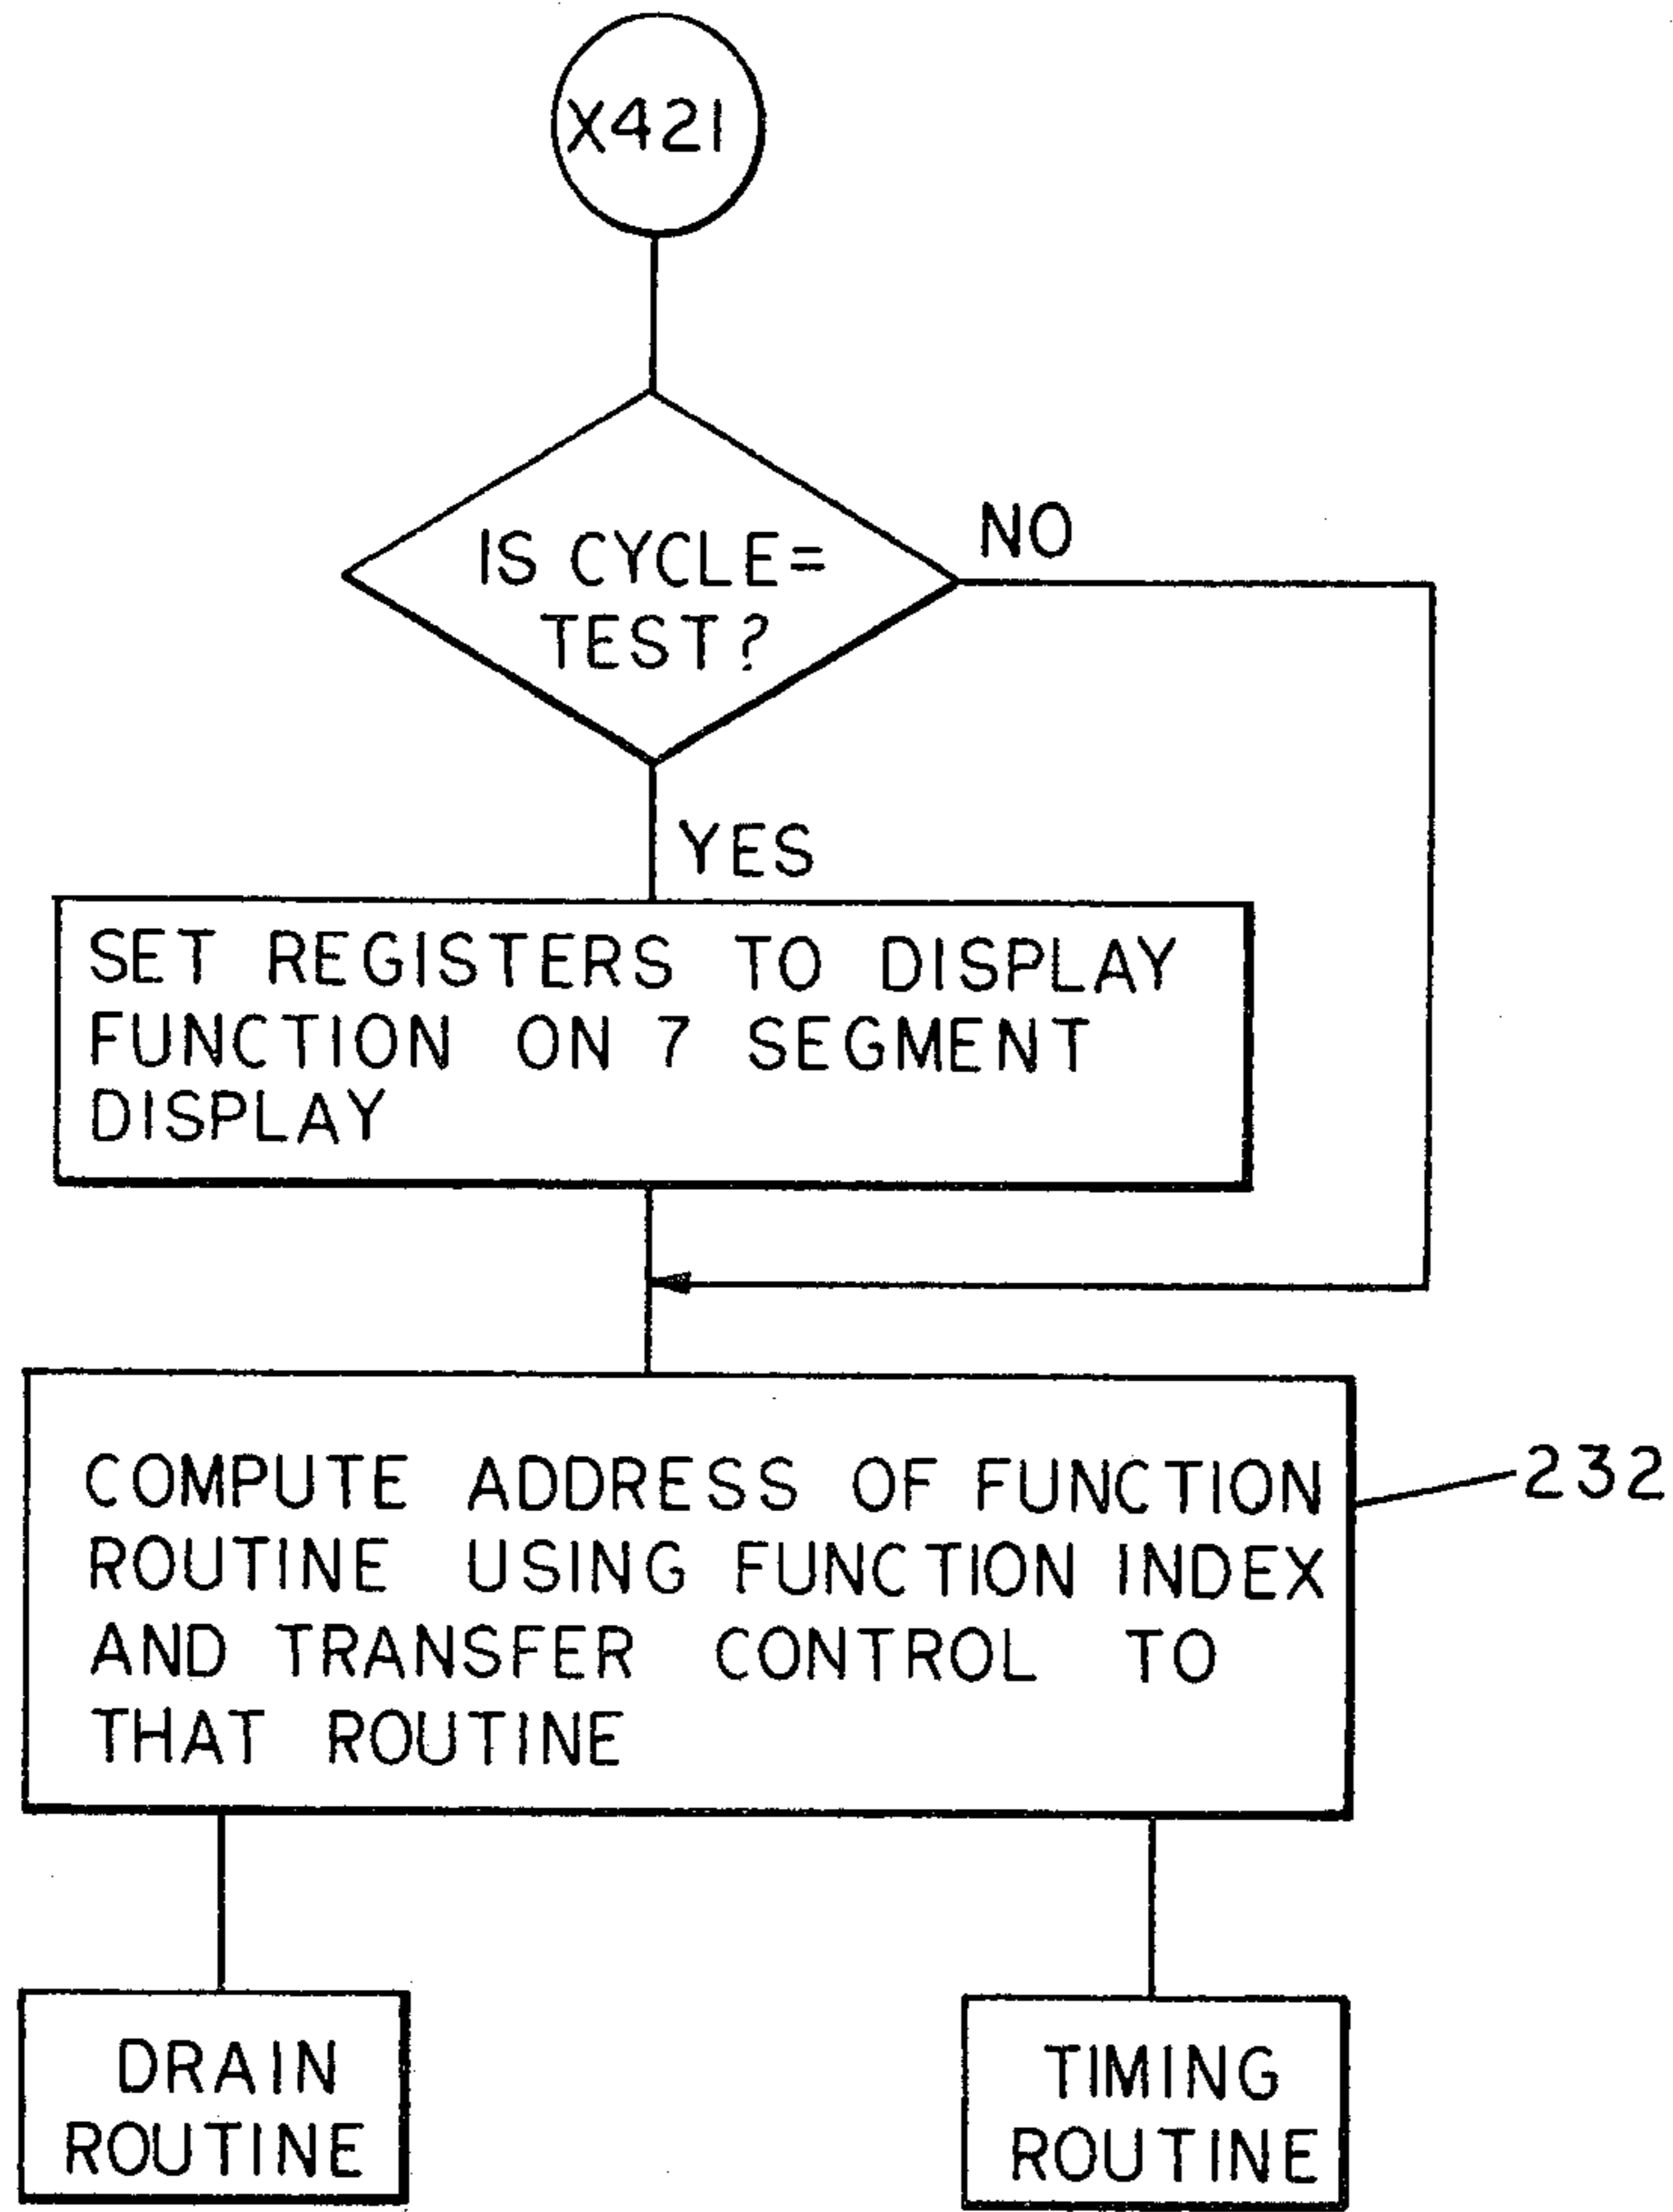 X421
IS CYCLE=
TEST?
NO
YES
SET REGISTERS TO DISPLAY
FUNCTION ON 7 SEGMENT
DISPLAY
COMPUTE ADDRESS OF FUNCTION
ROUTINE USING FUNCTION INDEX
AND TRANSFER CONTROL TO
THAT ROUTINE
232
DRAIN
ROUTINE
TIMING
ROUTINE